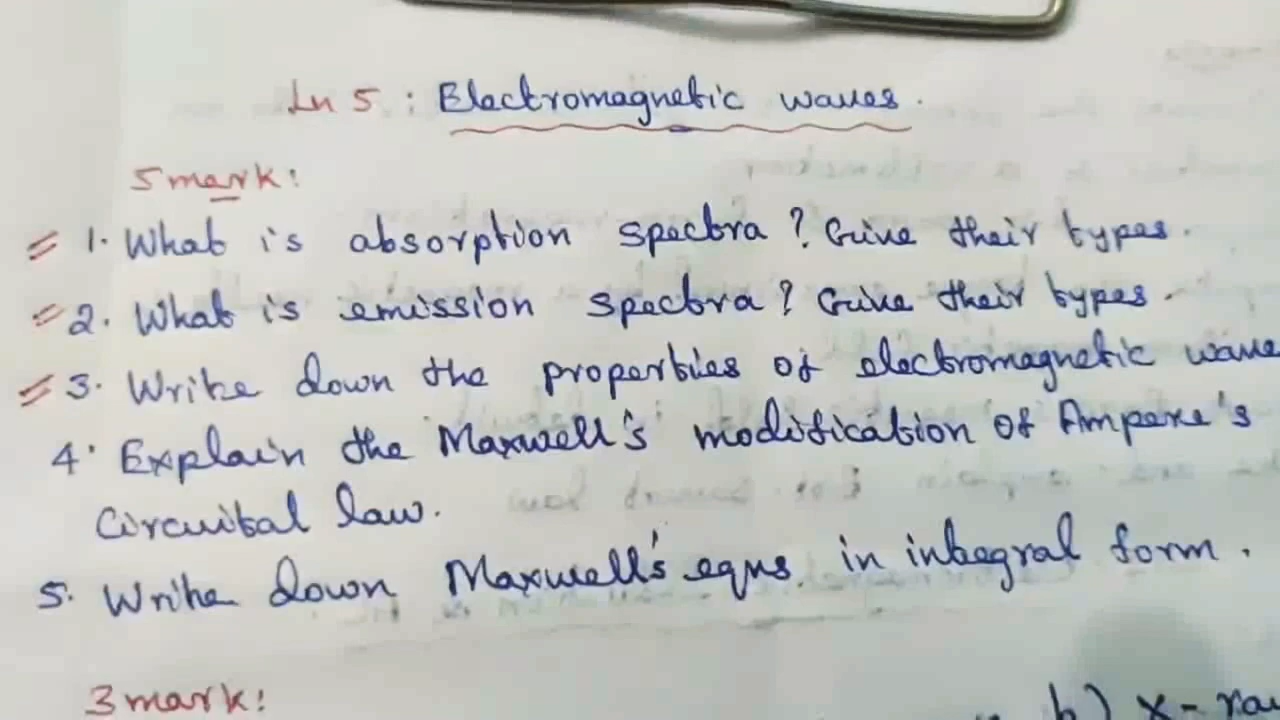 Ln 5 : Electromagnetic waves.
5 mark:
1. What is absorption spectra? Give their types.
2. What is emission spectra? Give their types.
3. Write down the properties of electromagnetic wave
4. Explain the Maxwell's modification of Ampere's
circuital law.
5. Write down Maxwell's eqns. in integral form.
3 mark:
b) X-ra